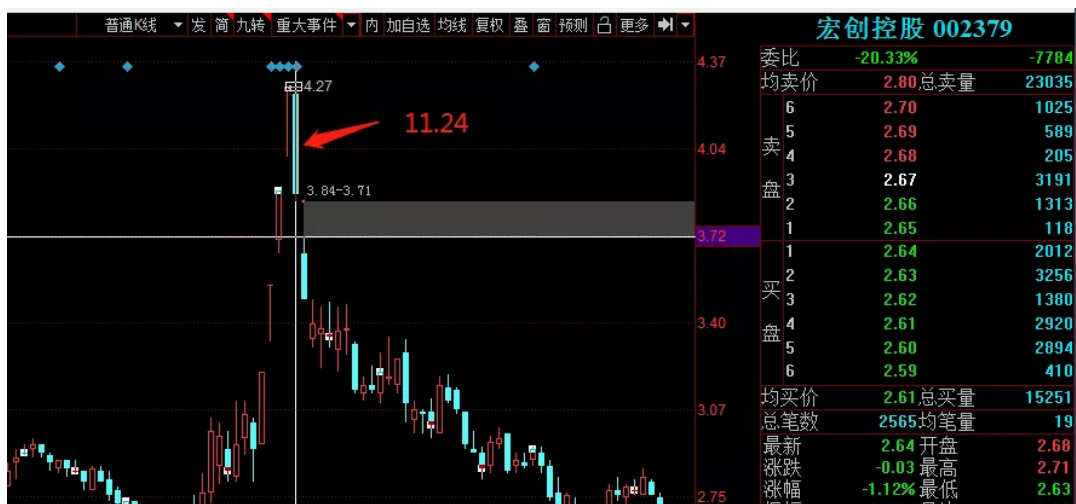 普通K线 发 简 九转 重大事件 内 加自选 均线 复权 叠 窗 预测 更多
宏创控股 002379
4.37
4.27
11.24
4.04
3.84-3.71
3.72
3.40
3.07
2.75
委比 -20.33% -7784
均卖价 2.80 总卖量 23035
卖盘
6 2.70 1025
5 2.69 589
4 2.68 205
3 2.67 3191
2 2.66 1313
1 2.65 118
买盘
1 2.64 2012
2 2.63 3256
3 2.62 1380
4 2.61 2920
5 2.60 2894
6 2.59 410
均买价 2.61 总买量 15251
总笔数 2565 均笔量 19
最新 2.64 开盘 2.68
涨跌 -0.03 最高 2.71
涨幅 -1.12% 最低 2.63